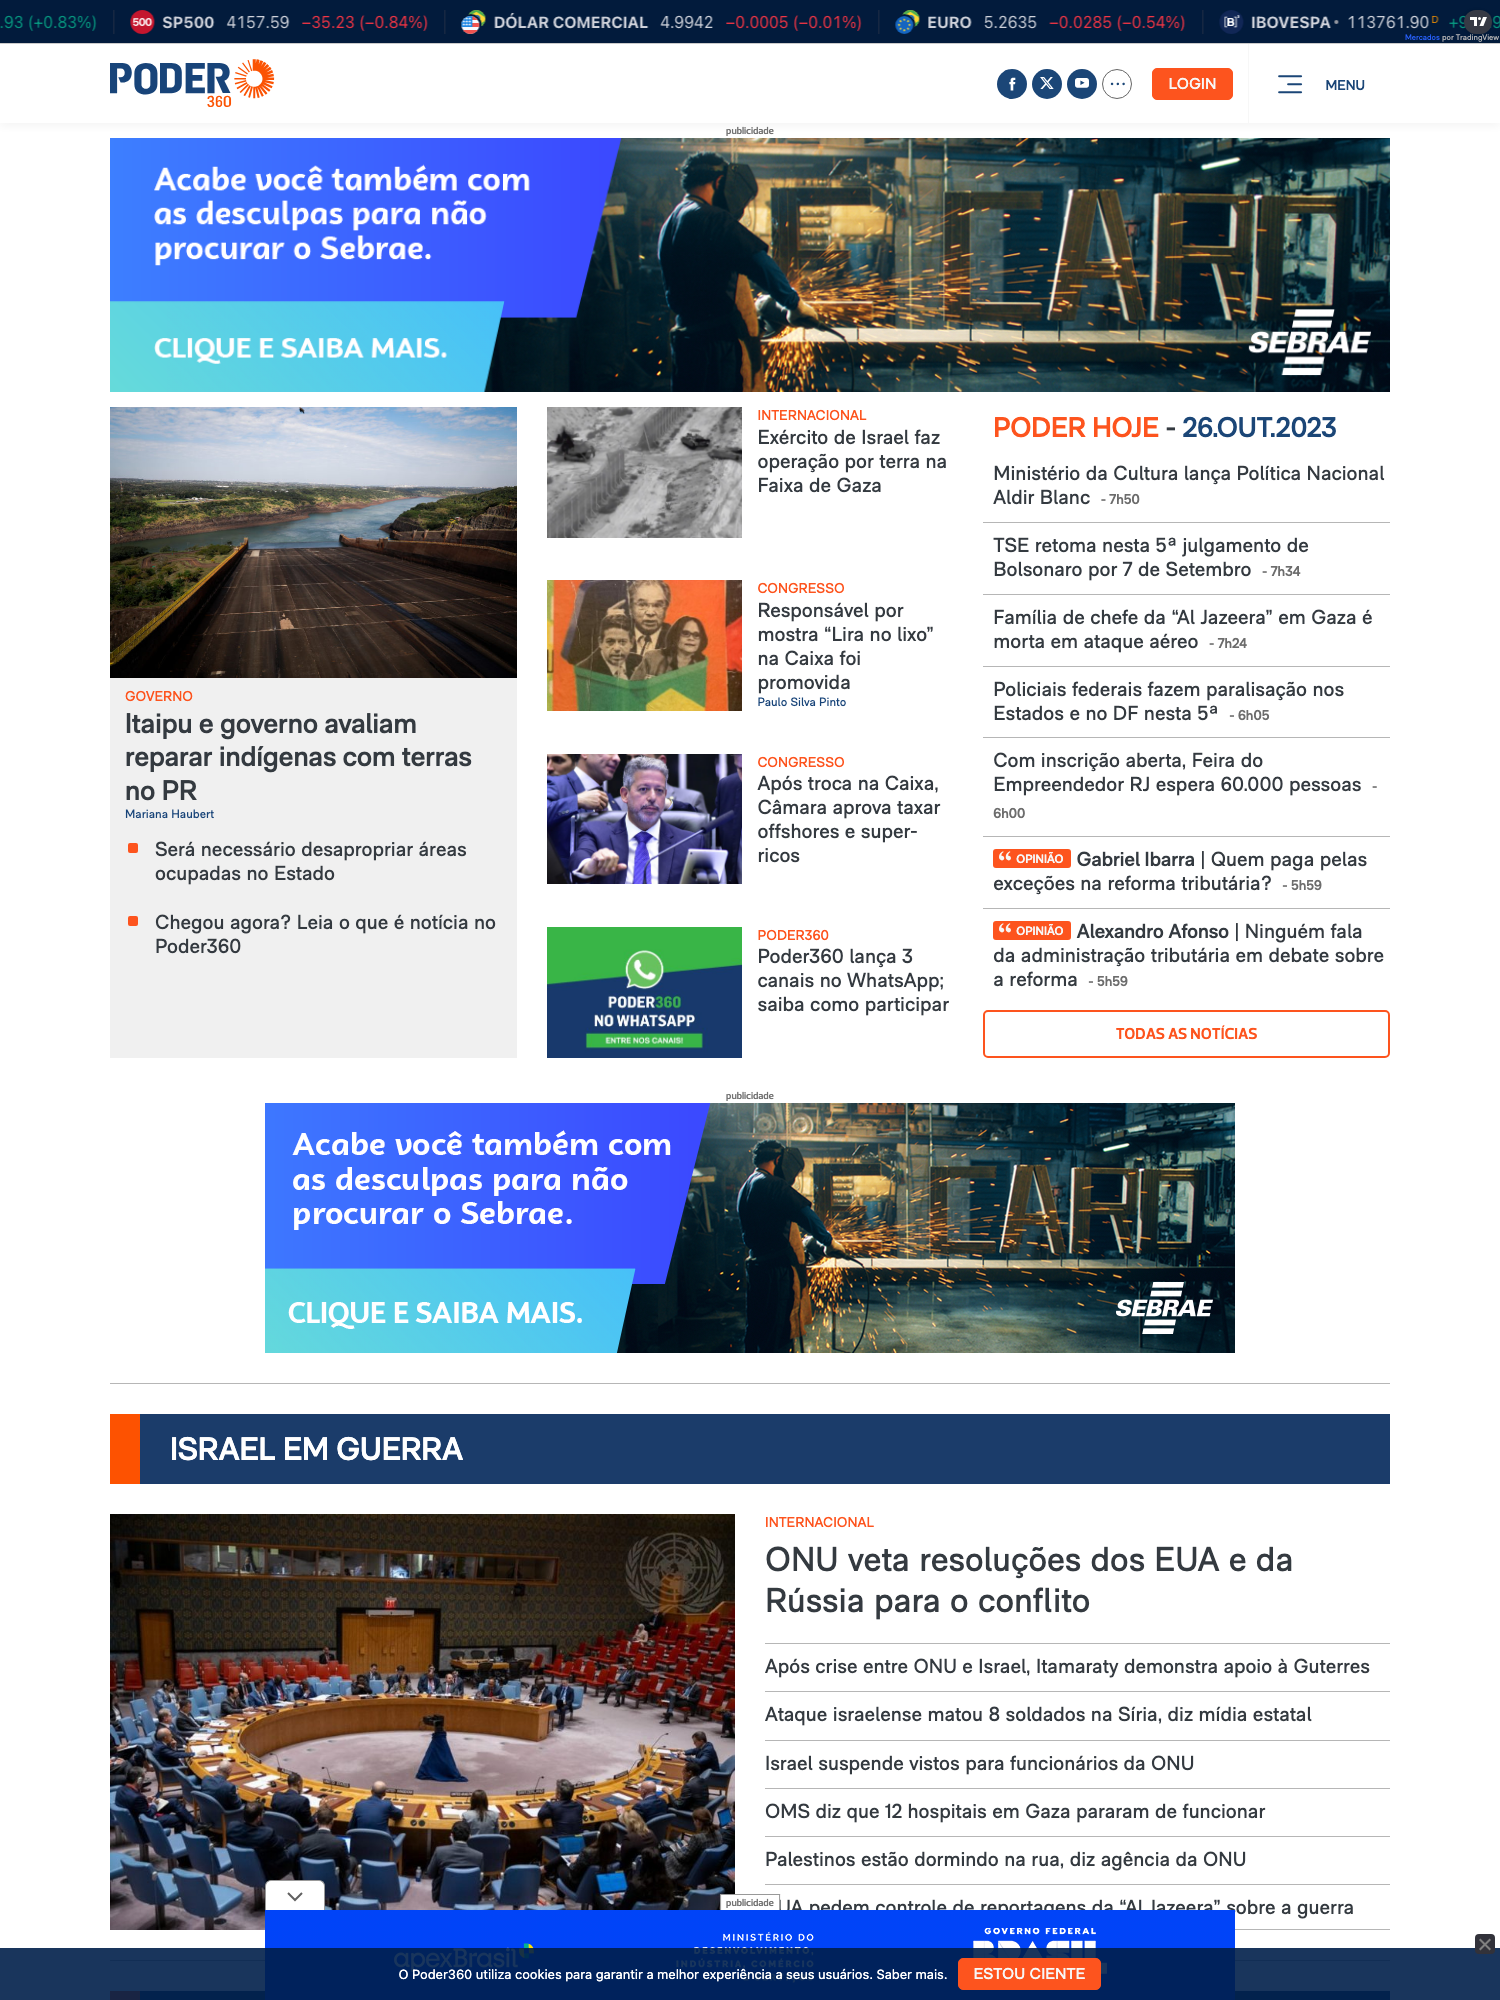 .93 (+0.83%)
500 SP500 4157.59 −35.23 (−0.84%)
DÓLAR COMERCIAL 4.9942 −0.0005 (−0.01%)
EURO 5.2635 −0.0285 (−0.54%)
[B] IBOVESPA 113761.90 D
Mercados por TradingView
PODER
360
LOGIN
MENU
publicidade
Acabe você também com
as desculpas para não
procurar o Sebrae.
CLIQUE E SAIBA MAIS.
SEBRAE
GOVERNO
Itaipu e governo avaliam
reparar indígenas com terras
no PR
Mariana Haubert
Será necessário desapropriar áreas
ocupadas no Estado
Chegou agora? Leia o que é notícia no
Poder360
INTERNACIONAL
Exército de Israel faz
operação por terra na
Faixa de Gaza
CONGRESSO
Responsável por
mostra “Lira no lixo”
na Caixa foi
promovida
Paulo Silva Pinto
CONGRESSO
Após troca na Caixa,
Câmara aprova taxar
offshores e super-
ricos
PODER360
NO WHATSAPP
ENTRE NOS CANAIS!
PODER360
Poder360 lança 3
canais no WhatsApp;
saiba como participar
PODER HOJE - 26.OUT.2023
Ministério da Cultura lança Política Nacional
Aldir Blanc - 7h50
TSE retoma nesta 5ª julgamento de
Bolsonaro por 7 de Setembro - 7h34
Família de chefe da “Al Jazeera” em Gaza é
morta em ataque aéreo - 7h24
Policiais federais fazem paralisação nos
Estados e no DF nesta 5ª - 6h05
Com inscrição aberta, Feira do
Empreendedor RJ espera 60.000 pessoas -
6h00
“ OPINIÃO Gabriel Ibarra | Quem paga pelas
exceções na reforma tributária? - 5h59
“ OPINIÃO Alexandro Afonso | Ninguém fala
da administração tributária em debate sobre
a reforma - 5h59
TODAS AS NOTÍCIAS
publicidade
Acabe você também com
as desculpas para não
procurar o Sebrae.
CLIQUE E SAIBA MAIS.
SEBRAE
ISRAEL EM GUERRA
INTERNACIONAL
ONU veta resoluções dos EUA e da
Rússia para o conflito
Após crise entre ONU e Israel, Itamaraty demonstra apoio à Guterres
Ataque israelense matou 8 soldados na Síria, diz mídia estatal
Israel suspende vistos para funcionários da ONU
OMS diz que 12 hospitais em Gaza pararam de funcionar
Palestinos estão dormindo na rua, diz agência da ONU
pedem controle de reportagens da “Al Jazeera” sobre a guerra
publicidade
apexBrasil
MINISTÉRIO DO
DESENVOLVIMENTO,
INDÚSTRIA, COMÉRCIO
GOVERNO FEDERAL
BRASIL
O Poder360 utiliza cookies para garantir a melhor experiência a seus usuários. Saber mais.
ESTOU CIENTE